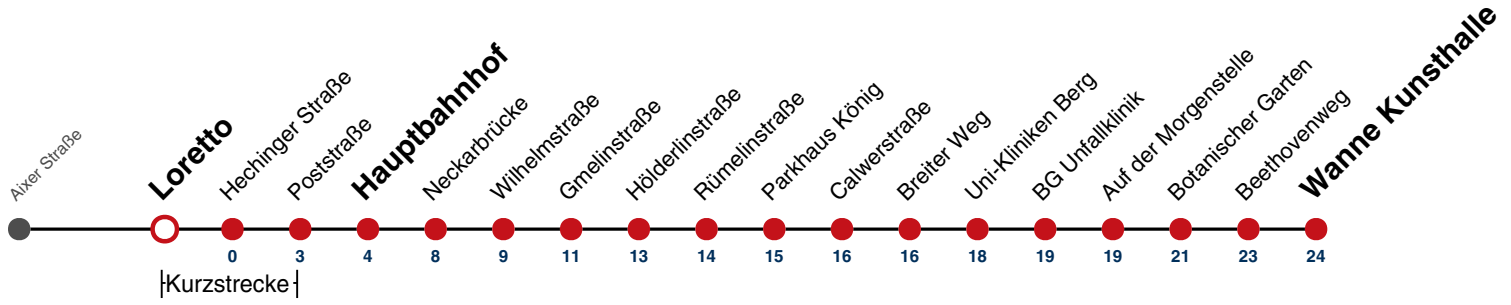 Aixer Straße
Loretto
Hechinger Straße
Poststraße
Hauptbahnhof
Neckarbrücke
Wilhelmstraße
Gmelinstraße
Hölderlinstraße
Rümelinstraße
Parkhaus König
Calwerstraße
Breiter Weg
Uni-Kliniken Berg
BG Unfallklinik
Auf der Morgenstelle
Botanischer Garten
Beethovenweg
Wanne Kunsthalle
0 3 4 8 9 11 13 14 15 16 16 18 19 19 21 23 24
Kurzstrecke